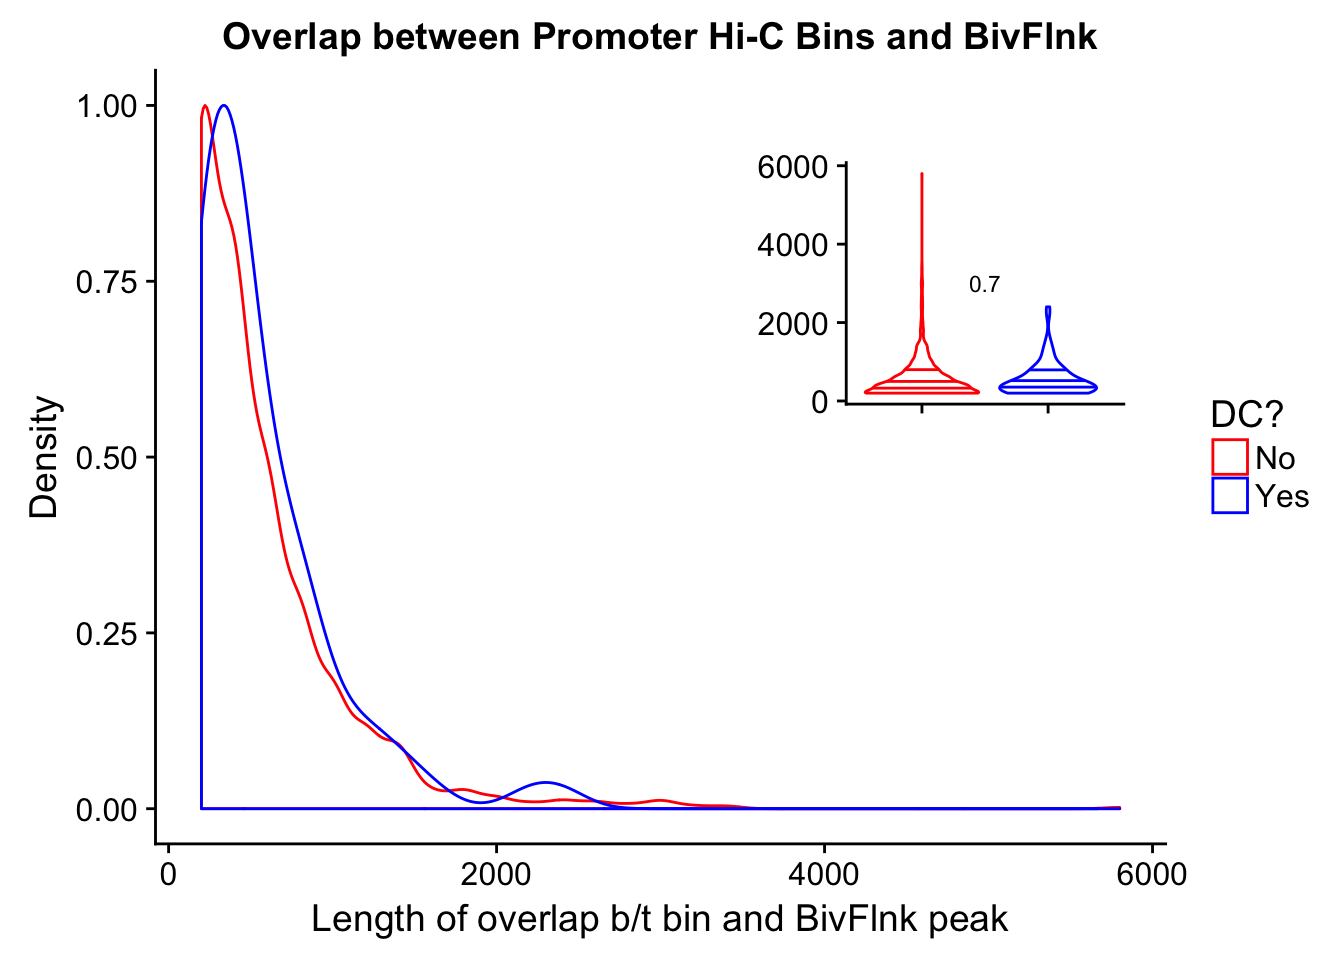 Overlap between Promoter Hi-C Bins and BivFlnk
1.00
0.75
0.50
0.25
0.00
Density
0
2000
4000
6000
Length of overlap b/t bin and BivFlnk peak
6000
4000
2000
0
0.7
DC?
No
Yes